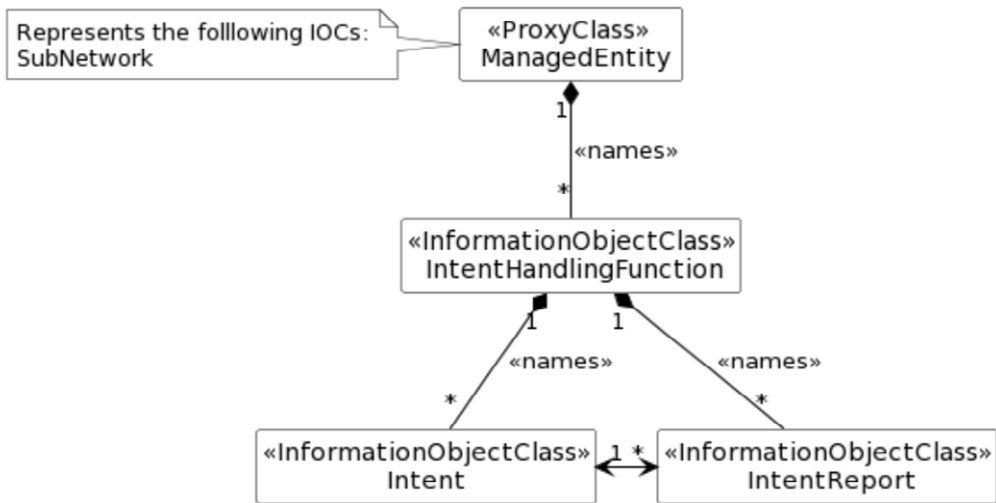 Represents the folllowing IOCs:
SubNetwork
«ProxyClass»
ManagedEntity
1
«names»
*
«InformationObjectClass»
IntentHandlingFunction
1
1
«names»
«names»
*
*
«InformationObjectClass»
Intent
1 *
«InformationObjectClass»
IntentReport